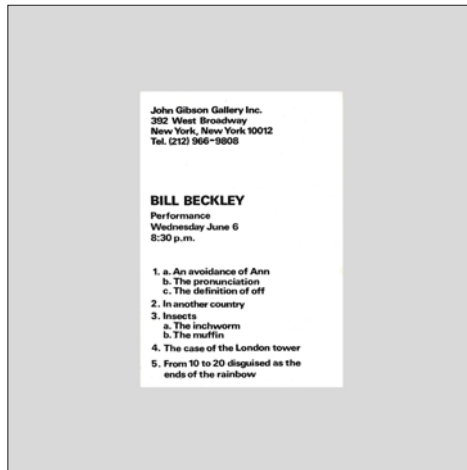 John Gibson Gallery Inc.
392 West Broadway
New York, New York 10012
Tel. (212) 966-9808
BILL BECKLEY
Performance
Wednesday June 6
8:30 p.m.
1. a. An avoidance of Ann
b. The pronunciation
c. The definition of off
2. In another country
3. Insects
a. The inchworm
b. The muffin
4. The case of the London tower
5. From 10 to 20 disguised as the
ends of the rainbow